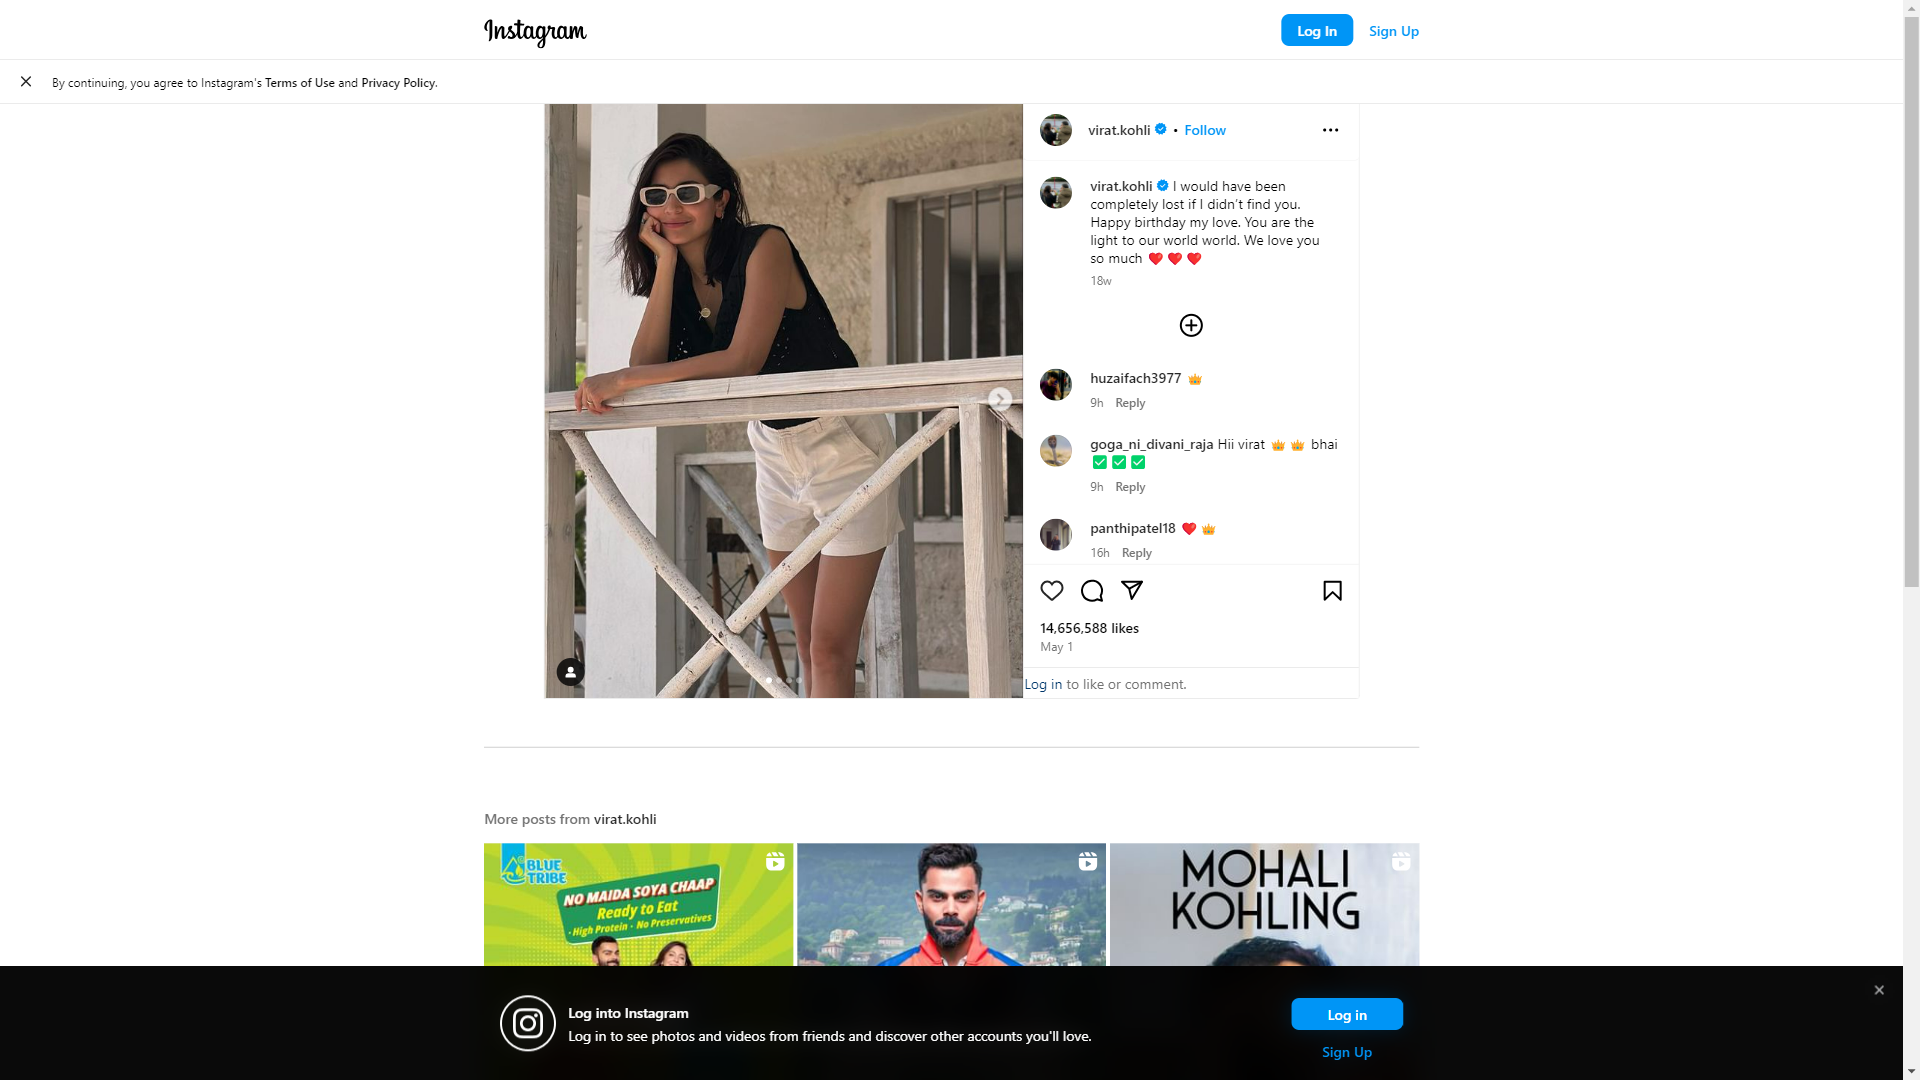 Instagram
Log In
Sign Up
By continuing, you agree to Instagram's Terms of Use and Privacy Policy.
virat.kohli • Follow
virat.kohli I would have been
completely lost if I didn’t find you.
Happy birthday my love. You are the
light to our world world. We love you
so much ❤️❤️❤️
18w
huzaifach3977 👑
9h Reply
goga_ni_divani_raja Hii virat 👑👑 bhai
✅✅✅
9h Reply
panthipatel18 ❤️👑
16h Reply
14,656,588 likes
May 1
Log in to like or comment.
More posts from virat.kohli
BLUE
TRIBE
NO MAIDA SOYA CHAAP
Ready to Eat
· High Protein · No Preservatives
MOHALI
KOHLING
Log into Instagram
Log in to see photos and videos from friends and discover other accounts you'll love.
Log in
Sign Up